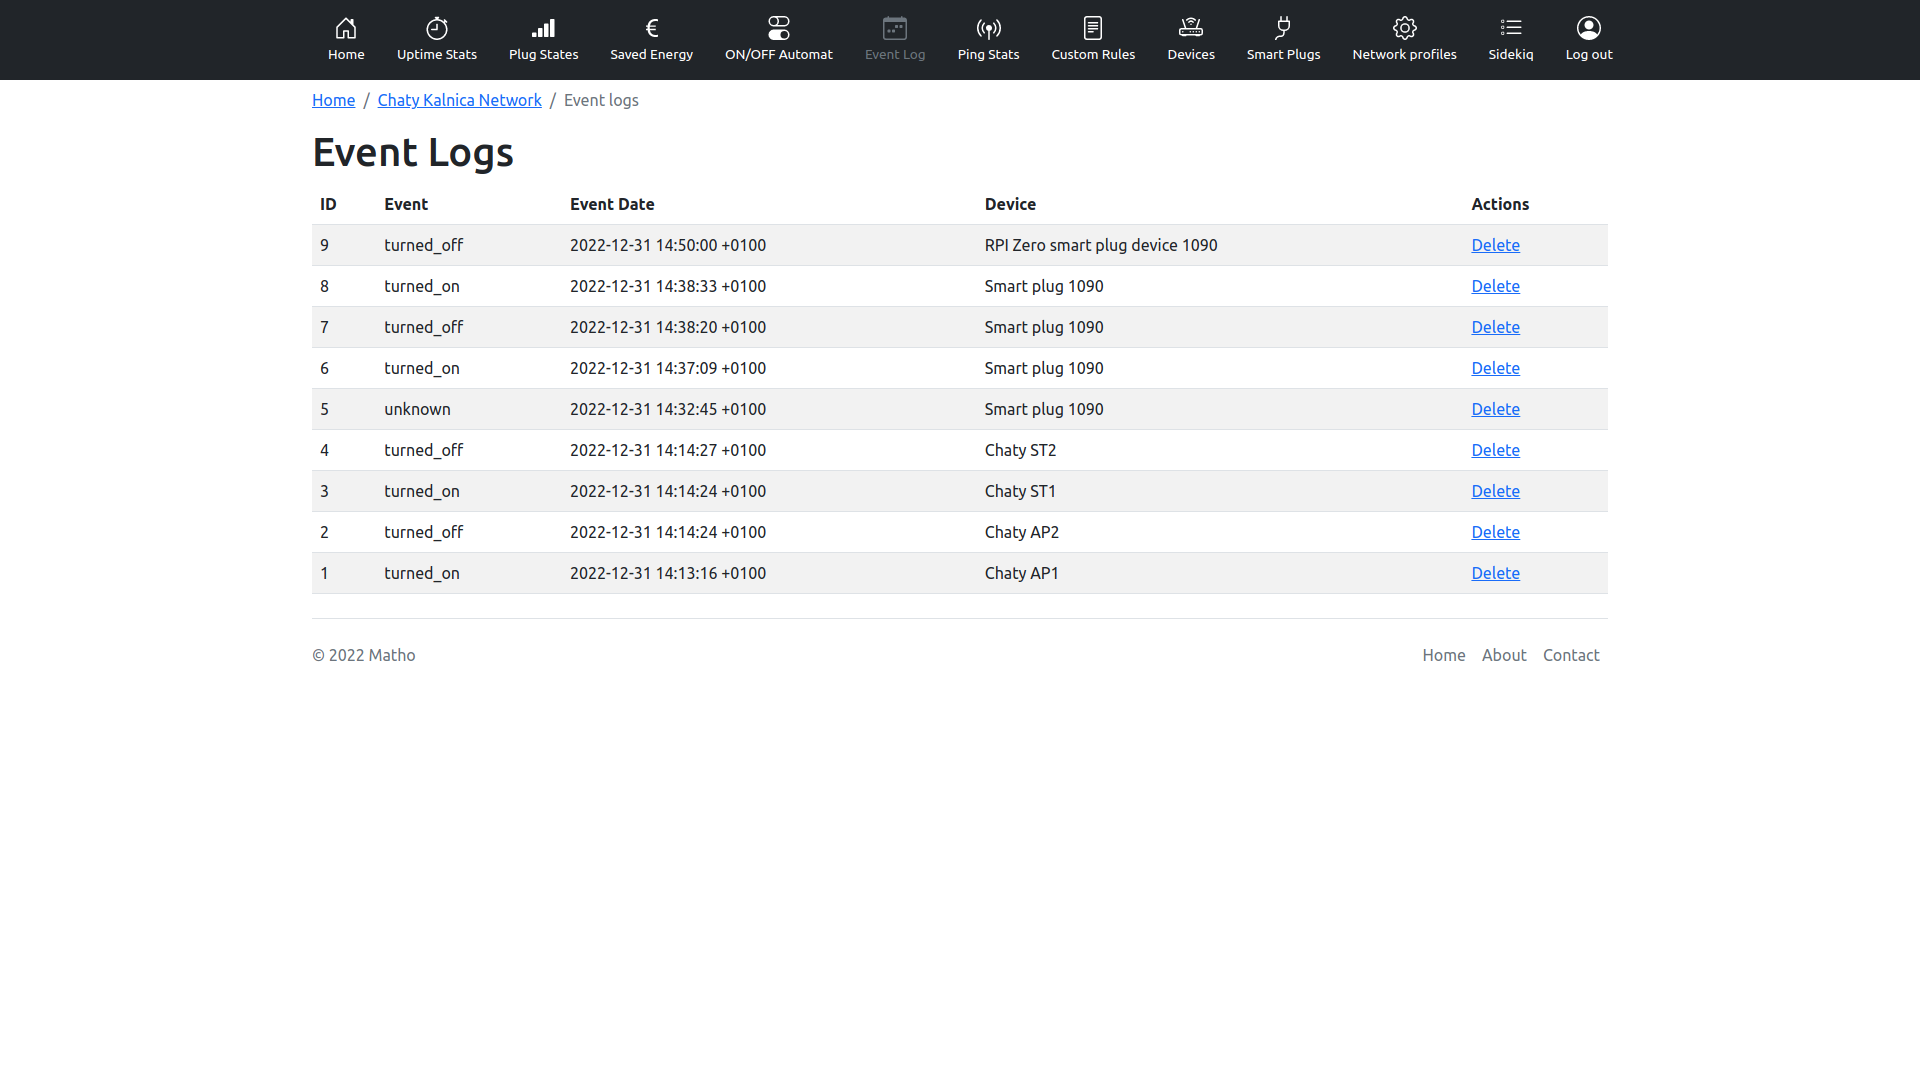 Home Uptime Stats Plug States Saved Energy ON/OFF Automat Event Log Ping Stats Custom Rules Devices Smart Plugs Network profiles Sidekiq Log out
Home / Chaty Kalnica Network / Event logs
Event Logs
ID Event Event Date Device Actions
9 turned_off 2022-12-31 14:50:00 +0100 RPI Zero smart plug device 1090 Delete
8 turned_on 2022-12-31 14:38:33 +0100 Smart plug 1090 Delete
7 turned_off 2022-12-31 14:38:20 +0100 Smart plug 1090 Delete
6 turned_on 2022-12-31 14:37:09 +0100 Smart plug 1090 Delete
5 unknown 2022-12-31 14:32:45 +0100 Smart plug 1090 Delete
4 turned_off 2022-12-31 14:14:27 +0100 Chaty ST2 Delete
3 turned_on 2022-12-31 14:14:24 +0100 Chaty ST1 Delete
2 turned_off 2022-12-31 14:14:24 +0100 Chaty AP2 Delete
1 turned_on 2022-12-31 14:13:16 +0100 Chaty AP1 Delete
© 2022 Matho Home About Contact